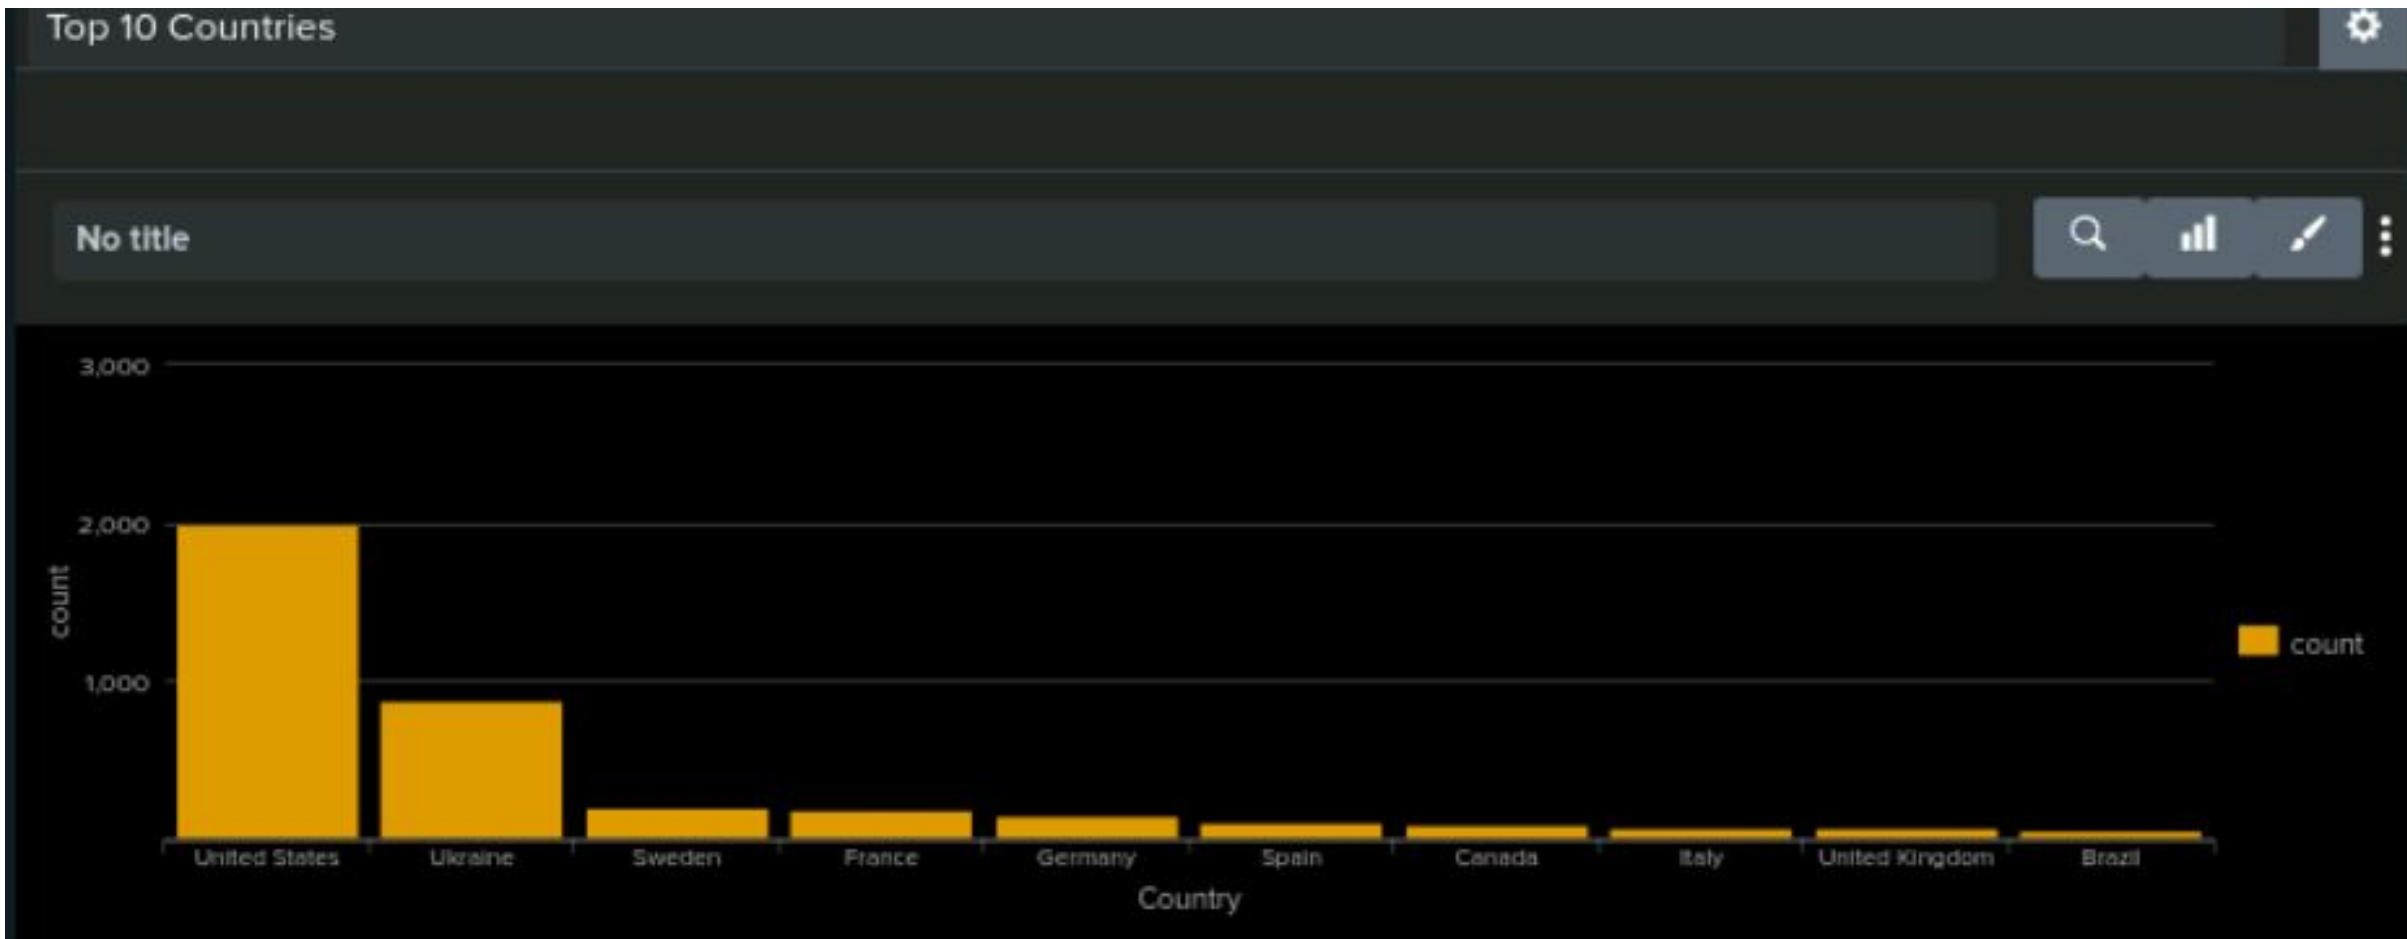 Top 10 Countries
No title
3,000
2,000
1,000
count
count
United States Ukraine Sweden France Germany Spain Canada Italy United Kingdom Brazil
Country